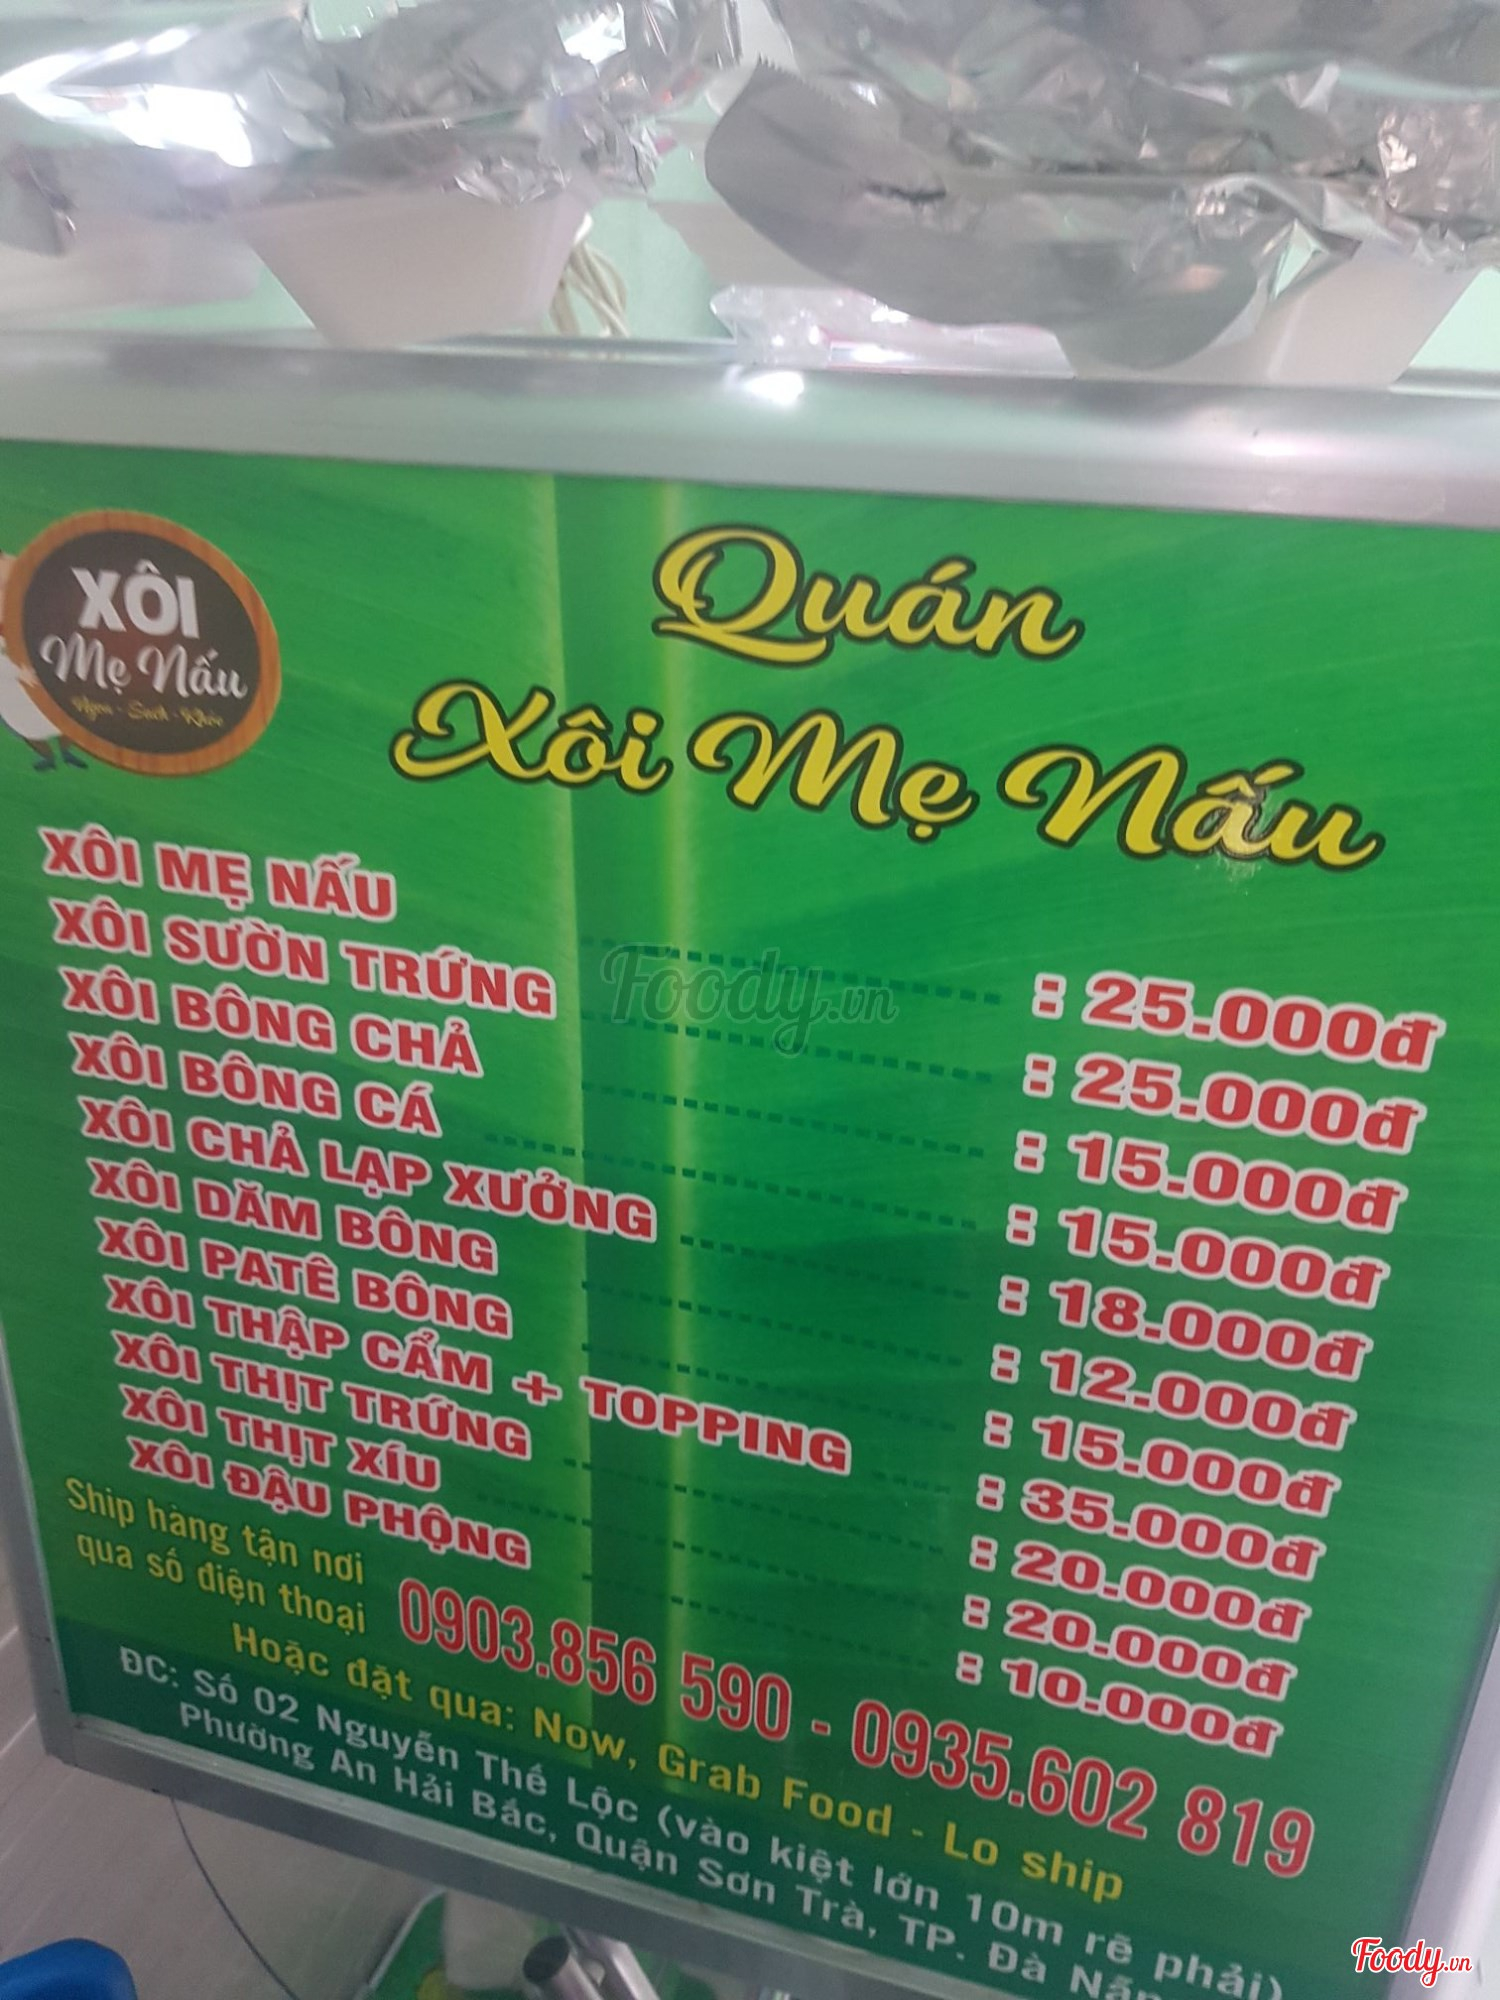 XÔI
Mẹ Nấu
Ngon - Sạch - Khỏe
Quán
Xôi Mẹ Nấu
XÔI MẸ NẤU : 25.000đ
XÔI SƯỜN TRỨNG : 25.000đ
XÔI BÔNG CHẢ : 15.000đ
XÔI BÔNG CÁ : 15.000đ
XÔI CHẢ LẠP XƯỞNG : 18.000đ
XÔI DĂM BÔNG : 12.000đ
XÔI PATÊ BÔNG : 15.000đ
XÔI THẬP CẨM + TOPPING : 35.000đ
XÔI THỊT TRỨNG : 20.000đ
XÔI THỊT XÍU : 20.000đ
XÔI ĐẬU PHỘNG : 10.000đ
Ship hàng tận nơi
qua số điện thoại 0903.856 590 - 0935.602 819
Hoặc đặt qua: Now, Grab Food - Lo ship
ĐC: Số 02 Nguyễn Thế Lộc (vào kiệt lớn 10m rẽ phải)
Phường An Hải Bắc, Quận Sơn Trà, TP. Đà Nẵn
Foody.vn
Foody.vn